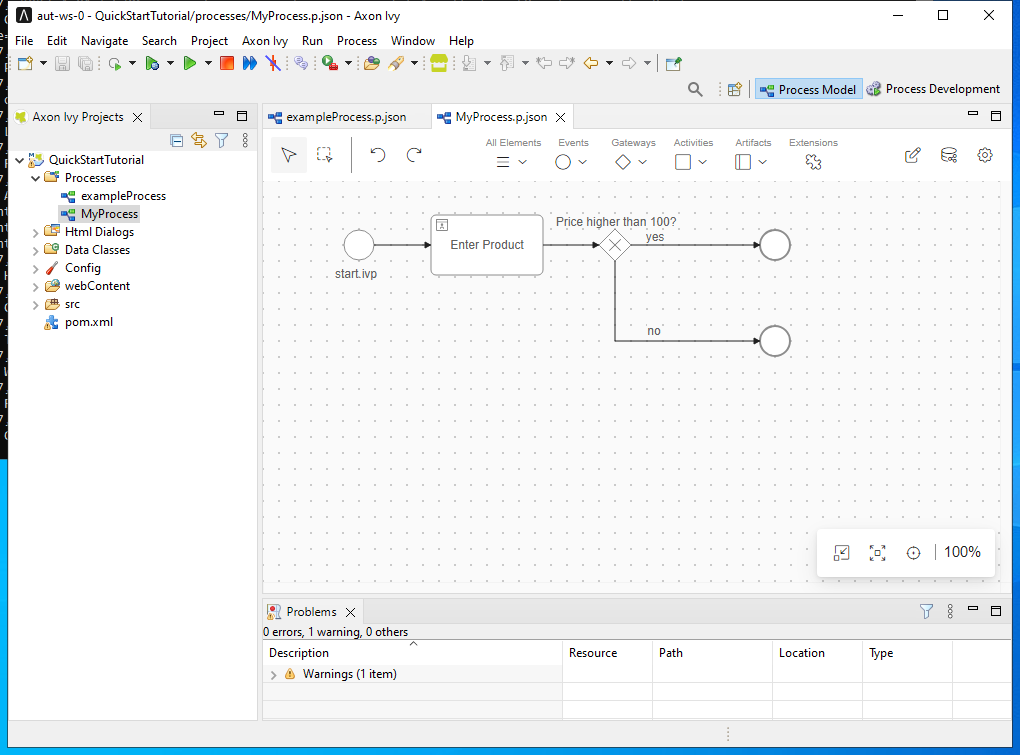 aut-ws-0 - QuickStartTutorial/processes/MyProcess.p.json - Axon Ivy
File Edit Navigate Search Project Axon Ivy Run Process Window Help
Process Model Process Development
Axon Ivy Projects
exampleProcess.p.json MyProcess.p.json
QuickStartTutorial
Processes
exampleProcess
MyProcess
Html Dialogs
Data Classes
Config
webContent
src
pom.xml
All Elements Events Gateways Activities Artifacts Extensions
Price higher than 100?
yes
Enter Product
start.ivp
no
100%
Problems
0 errors, 1 warning, 0 others
Description Resource Path Location Type
Warnings (1 item)